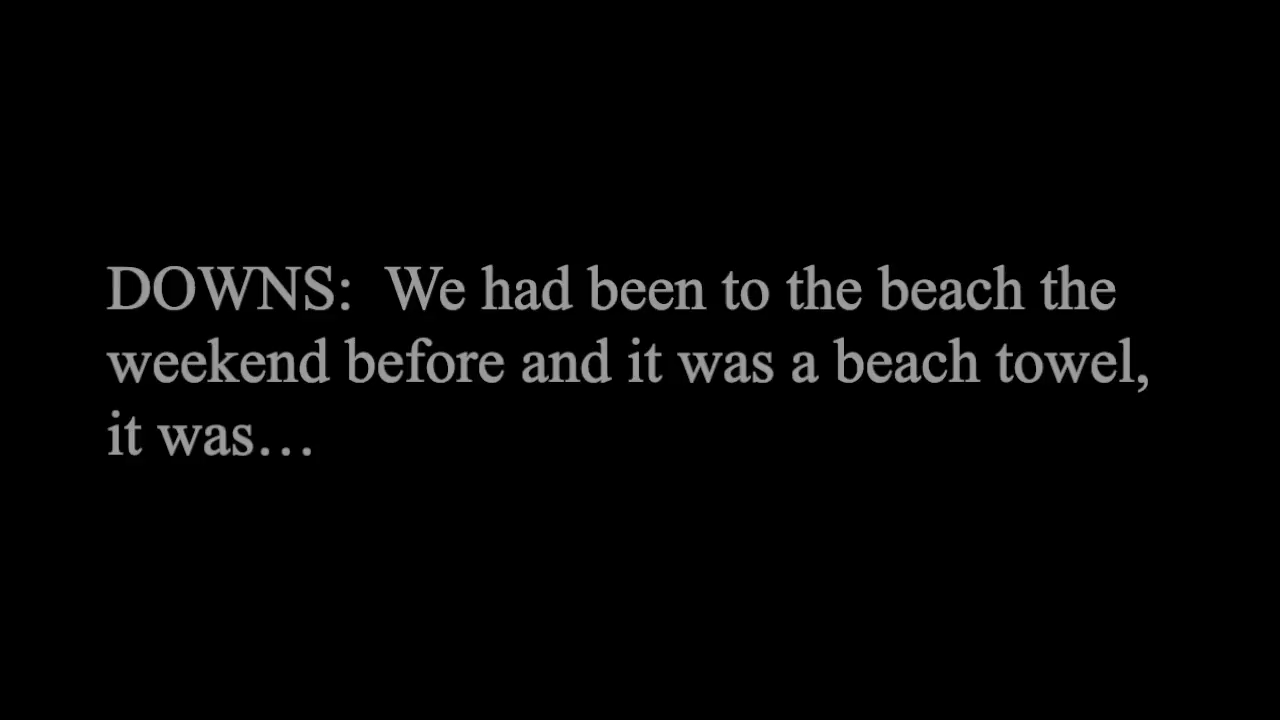 DOWNS:  We had been to the beach the
weekend before and it was a beach towel,
it was…